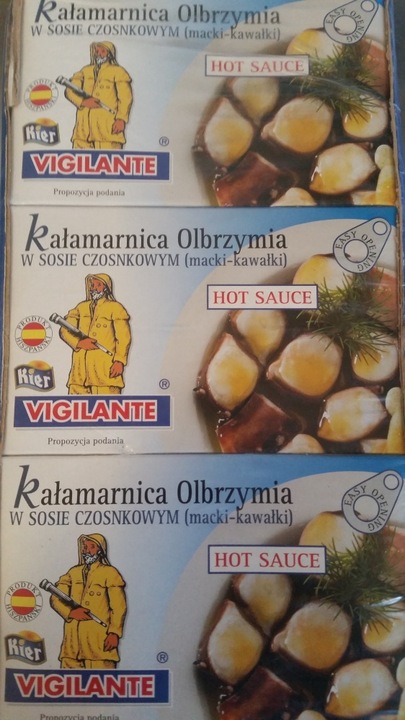 Kałamarnica Olbrzymia
W SOSIE CZOSNKOWYM (macki-kawałki)
EASY OPENING
HOT SAUCE
PRODUKT HISZPAŃSKI
Kier
VIGILANTE®
Propozycja podania
Kałamarnica Olbrzymia
W SOSIE CZOSNKOWYM (macki-kawałki)
EASY OPENING
HOT SAUCE
PRODUKT HISZPAŃSKI
Kier
VIGILANTE®
Propozycja podania
Kałamarnica Olbrzymia
W SOSIE CZOSNKOWYM (macki-kawałki)
EASY OPENING
HOT SAUCE
PRODUKT HISZPAŃSKI
Kier
VIGILANTE®
Propozycja podania